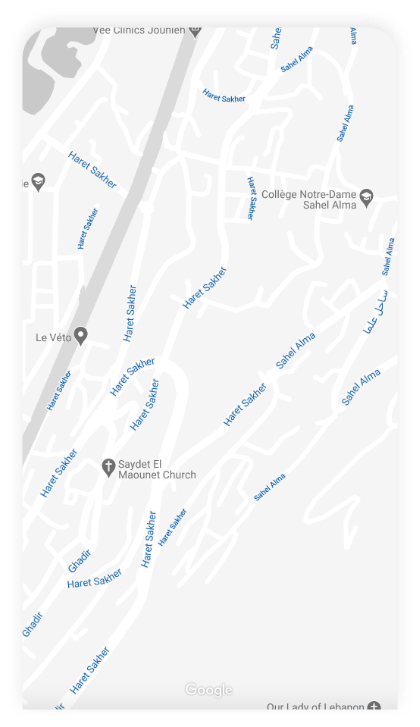 Vee Clinics Jounieh
Sahe
Sahel Alma
Alma
Haret Sakher
Sahel Alma
Haret Sakher
le
Haret Sakher
Collège Notre-Dame
Sahel Alma
Haret Sakher
Sahel Alma
Haret Sakher
Haret Sakher
ساحل علما
Le Véto
Sahel Alma
Haret Sakher
Haret Sakher
Haret Sakher
Haret Sakher
Sahel Alma
Haret Sakher
Saydet El
Maounet Church
Sahel Alma
Haret Sakher
Haret Sakher
Ghadir
Haret Sakher
Ghadir
Haret Sakher
Google
Our Lady of Lebanon